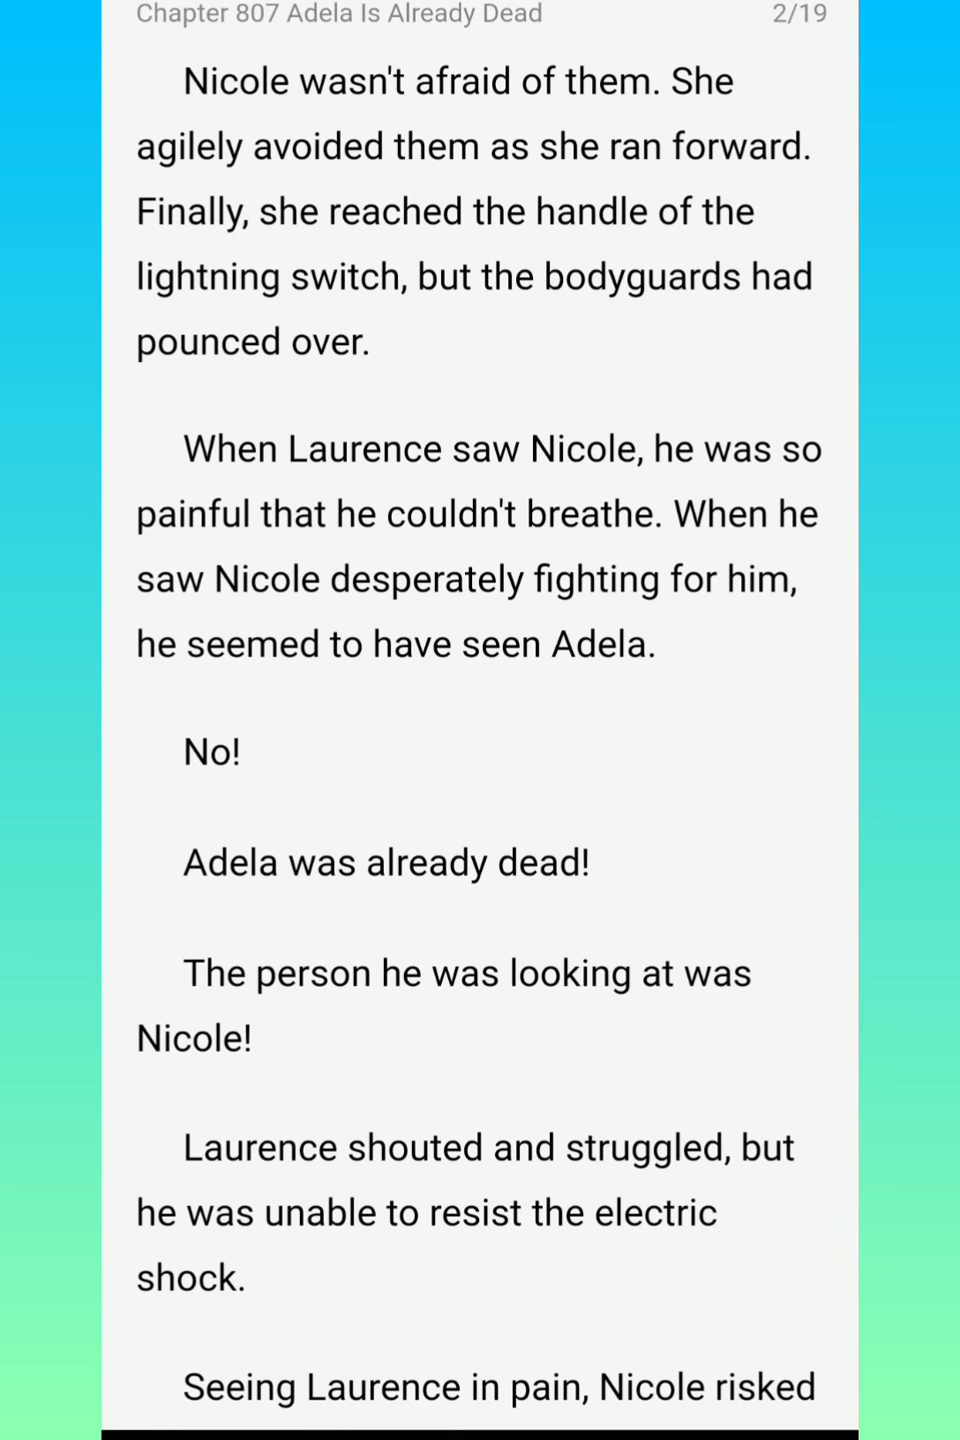 Chapter 807 Adela Is Already Dead 2/19
Nicole wasn't afraid of them. She
agilely avoided them as she ran forward.
Finally, she reached the handle of the
lightning switch, but the bodyguards had
pounced over.
When Laurence saw Nicole, he was so
painful that he couldn't breathe. When he
saw Nicole desperately fighting for him,
he seemed to have seen Adela.
No!
Adela was already dead!
The person he was looking at was
Nicole!
Laurence shouted and struggled, but
he was unable to resist the electric
shock.
Seeing Laurence in pain, Nicole risked